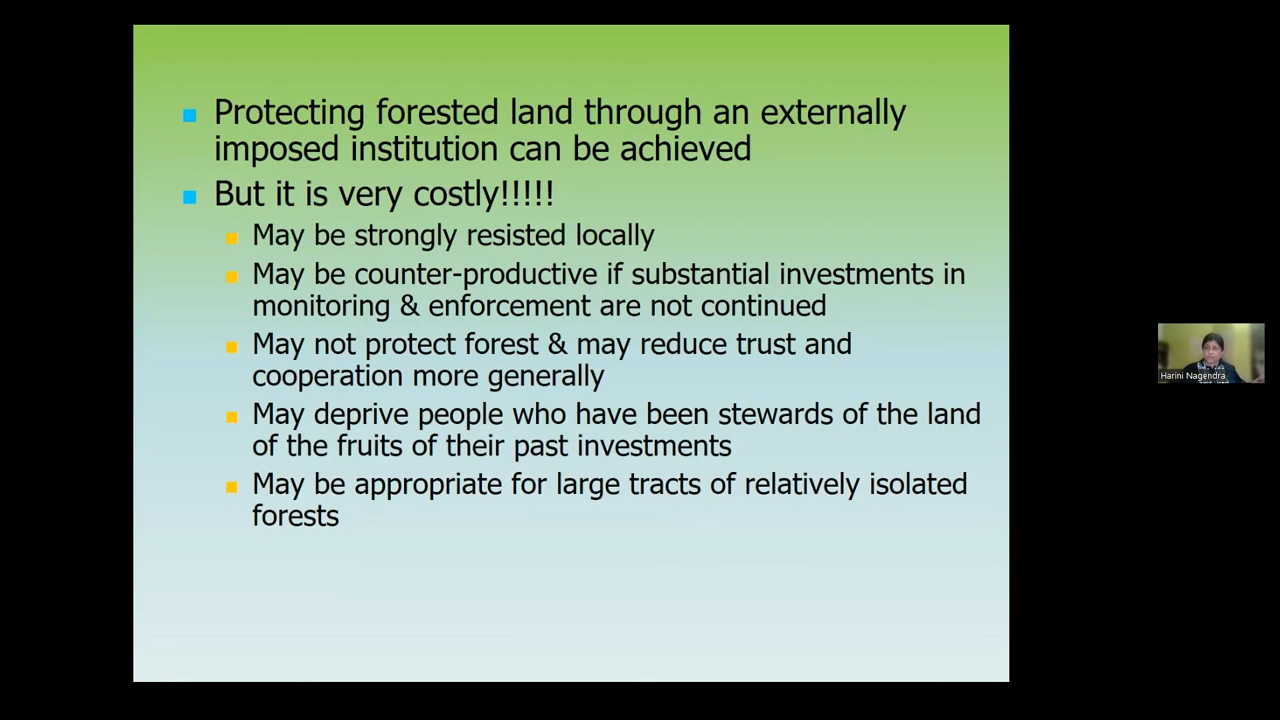 Protecting forested land through an externally
imposed institution can be achieved
But it is very costly!!!!!
May be strongly resisted locally
May be counter-productive if substantial investments in
monitoring & enforcement are not continued
May not protect forest & may reduce trust and
cooperation more generally
May deprive people who have been stewards of the land
of the fruits of their past investments
May be appropriate for large tracts of relatively isolated
forests
Harini Nagendra